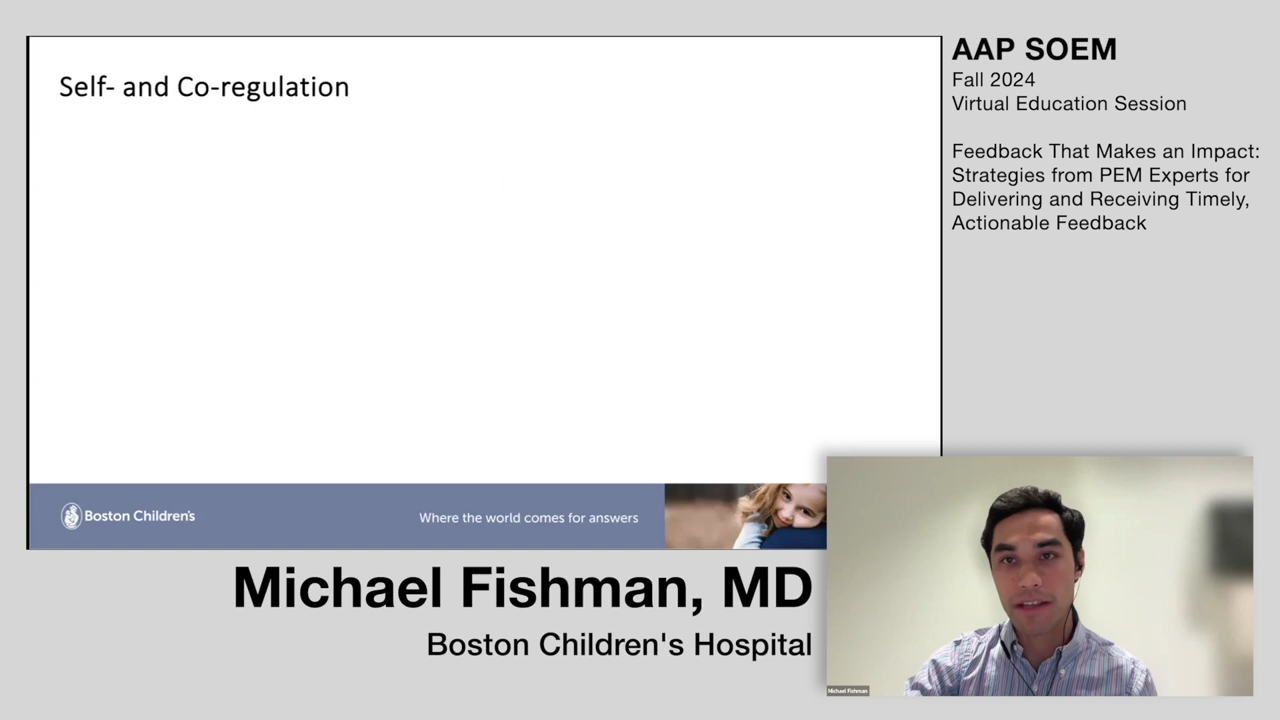 Self- and Co-regulation
Boston Children's
Where the world comes for answers
AAP SOEM
Fall 2024
Virtual Education Session
Feedback That Makes an Impact:
Strategies from PEM Experts for
Delivering and Receiving Timely,
Actionable Feedback
Michael Fishman, MD
Boston Children's Hospital
Michael Fishman